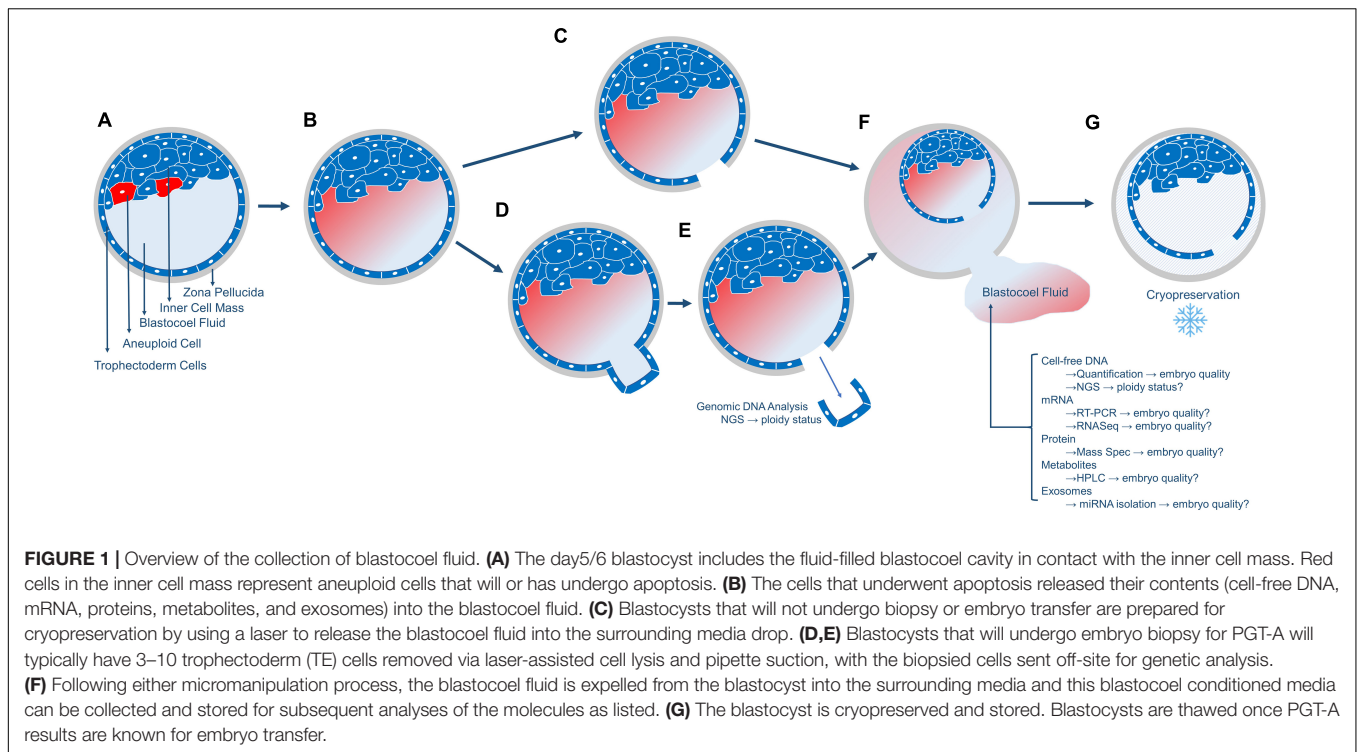 A
B
C
D
E
F
G
Zona Pellucida
Inner Cell Mass
Blastocoel Fluid
Aneuploid Cell
Trophectoderm Cells
Genomic DNA Analysis
NGS → ploidy status
Blastocoel Fluid
Cryopreservation
Cell-free DNA
→Quantification → embryo quality
→NGS → ploidy status?
mRNA
→RT-PCR → embryo quality?
→RNASeq → embryo quality?
Protein
→Mass Spec → embryo quality?
Metabolites
→HPLC → embryo quality?
Exosomes
→ miRNA isolation → embryo quality?
FIGURE 1 | Overview of the collection of blastocoel fluid. (A) The day5/6 blastocyst includes the fluid-filled blastocoel cavity in contact with the inner cell mass. Red
cells in the inner cell mass represent aneuploid cells that will or has undergone apoptosis. (B) The cells that underwent apoptosis released their contents (cell-free DNA,
mRNA, proteins, metabolites, and exosomes) into the blastocoel fluid. (C) Blastocysts that will not undergo biopsy or embryo transfer are prepared for
cryopreservation by using a laser to release the blastocoel fluid into the surrounding media drop. (D,E) Blastocysts that will undergo embryo biopsy for PGT-A will
typically have 3–10 trophectoderm (TE) cells removed via laser-assisted cell lysis and pipette suction, with the biopsied cells sent off-site for genetic analysis.
(F) Following either micromanipulation process, the blastocoel fluid is expelled from the blastocyst into the surrounding media and this blastocoel conditioned media
can be collected and stored for subsequent analyses of the molecules as listed. (G) The blastocyst is cryopreserved and stored. Blastocysts are thawed once PGT-A
results are known for embryo transfer.